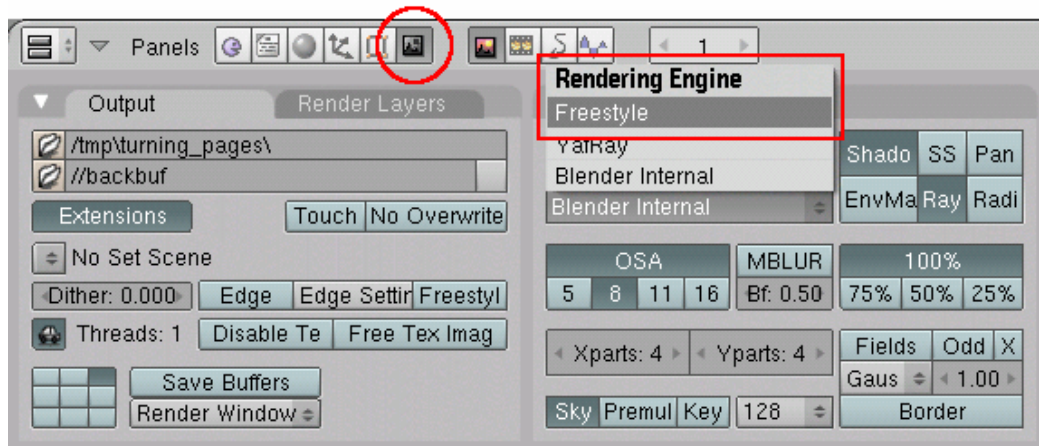 Panels
1
Output
Render Layers
/tmp\turning_pages\
//backbuf
Extensions
Touch
No Overwrite
No Set Scene
Dither: 0.000
Edge
Edge Settir
Freestyl
Threads: 1
Disable Te
Free Tex Imag
Save Buffers
Render Window
Rendering Engine
Freestyle
YafRay
Blender Internal
Blender Internal
Shado
SS
Pan
EnvMa
Ray
Radi
OSA
MBLUR
100%
5
8
11
16
Bf: 0.50
75%
50%
25%
Xparts: 4
Yparts: 4
Fields
Odd
X
Gaus
1.00
Sky
Premul
Key
128
Border